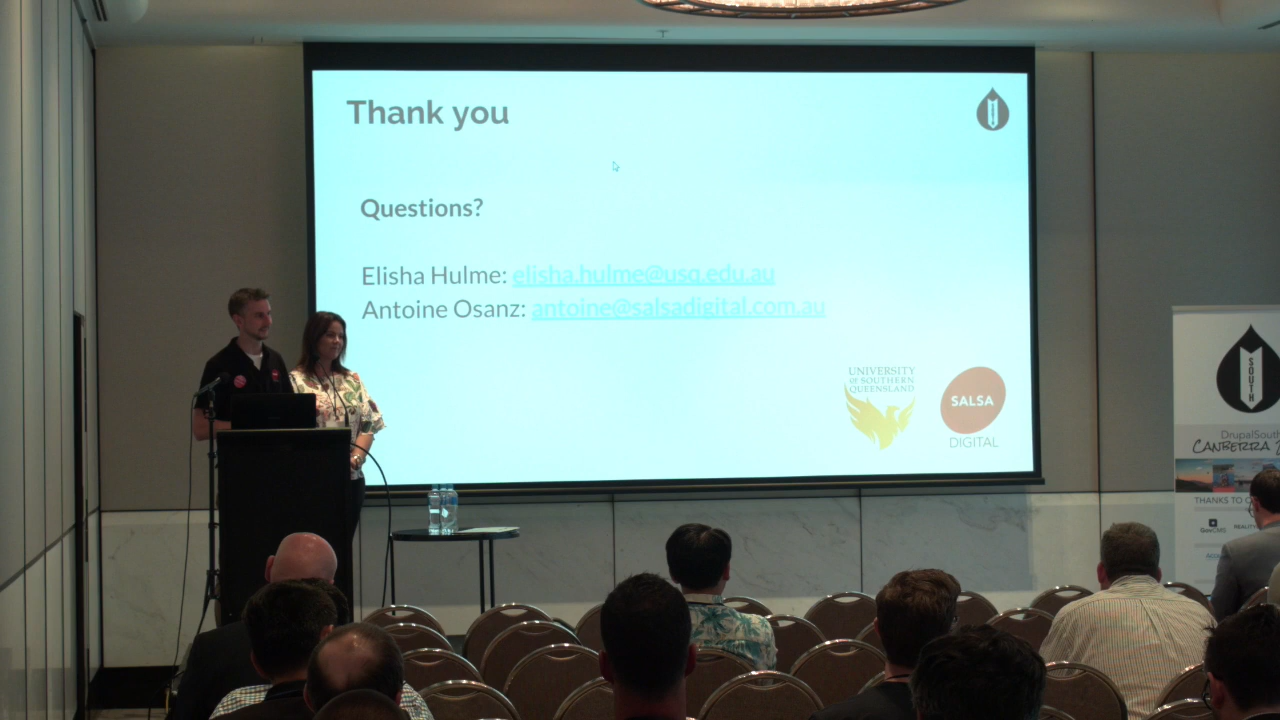 Thank you
Questions?
Elisha Hulme: elisha.hulme@usq.edu.au
Antoine Osanz: antoine@salsadigital.com.au
UNIVERSITY
OF SOUTHERN
QUEENSLAND
SALSA
DIGITAL
SOUTH
DrupalSouth
CANBERRA
THANKS TO
GovCMS